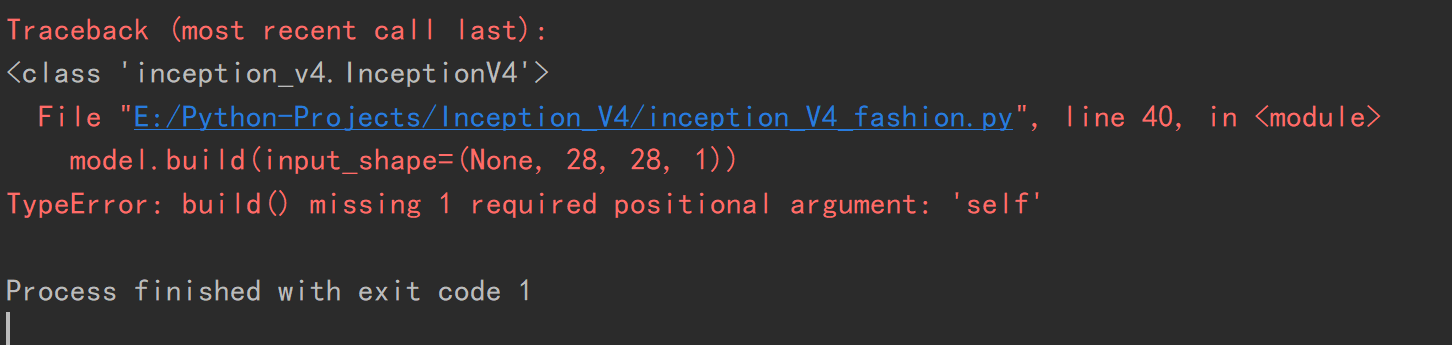 Traceback (most recent call last):
<class 'inception_v4.InceptionV4'>
  File "E:/Python-Projects/Inception_V4/inception_V4_fashion.py", line 40, in <module>
    model.build(input_shape=(None, 28, 28, 1))
TypeError: build() missing 1 required positional argument: 'self'
Process finished with exit code 1